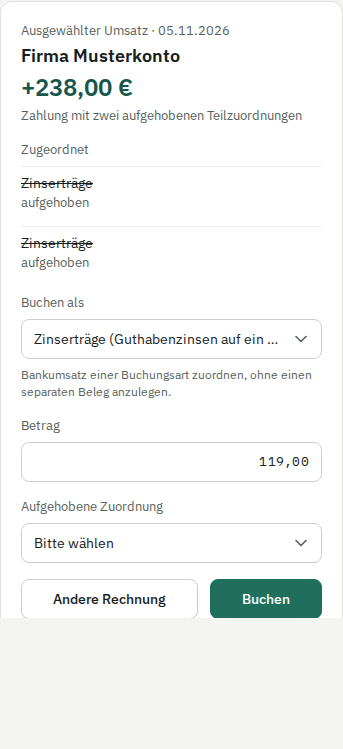 Ausgewählter Umsatz · 05.11.2026
Firma Musterkonto
+238,00 €
Zahlung mit zwei aufgehobenen Teilzuordnungen
Zugeordnet
Zinserträge
aufgehoben
Zinserträge
aufgehoben
Buchen als
Zinserträge (Guthabenzinsen auf ein ...
Bankumsatz einer Buchungsart zuordnen, ohne einen
separaten Beleg anzulegen.
Betrag
119,00
Aufgehobene Zuordnung
Bitte wählen
Andere Rechnung
Buchen